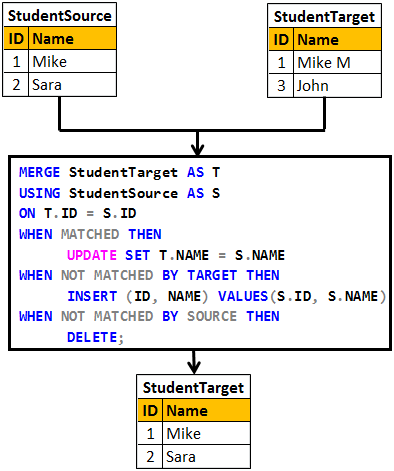 StudentSource
ID Name
1 Mike
2 Sara
StudentTarget
ID Name
1 Mike M
3 John
MERGE StudentTarget AS T
USING StudentSource AS S
ON T.ID = S.ID
WHEN MATCHED THEN
UPDATE SET T.NAME = S.NAME
WHEN NOT MATCHED BY TARGET THEN
INSERT (ID, NAME) VALUES(S.ID, S.NAME)
WHEN NOT MATCHED BY SOURCE THEN
DELETE;
StudentTarget
ID Name
1 Mike
2 Sara